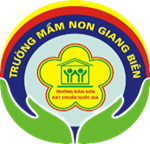 TRƯỜNG MẦM NON GIANG BIÊN
TRƯỜNG MẦM NON
ĐẠT CHUẨN QUỐC GIA